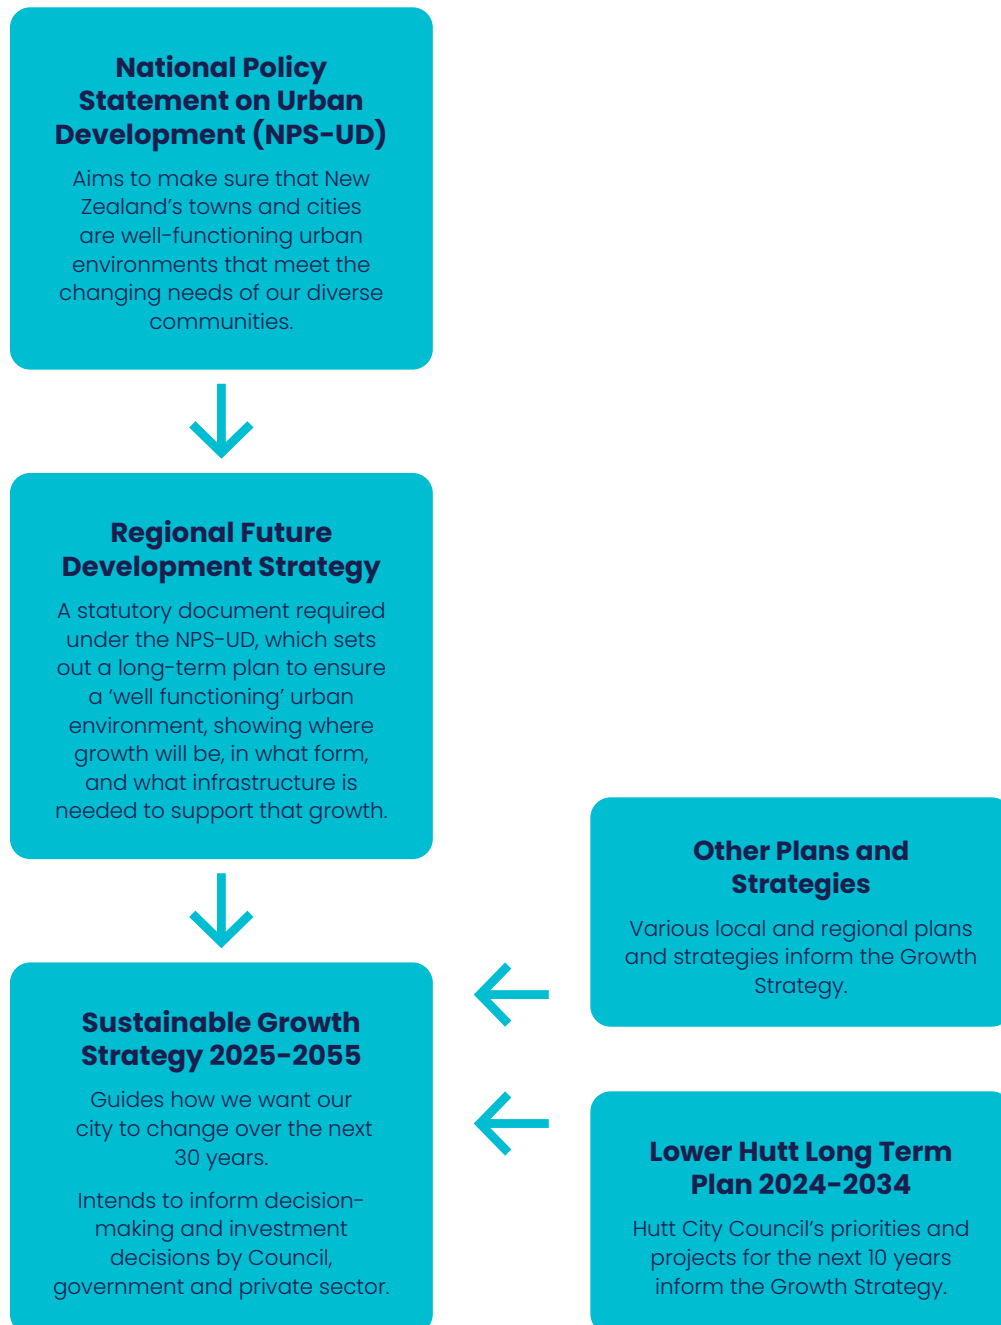 National Policy
Statement on Urban
Development (NPS-UD)
Aims to make sure that New
Zealand’s towns and cities
are well-functioning urban
environments that meet the
changing needs of our diverse
communities.
Regional Future
Development Strategy
A statutory document required
under the NPS-UD, which sets
out a long-term plan to ensure
a ‘well functioning’ urban
environment, showing where
growth will be, in what form,
and what infrastructure is
needed to support that growth.
Other Plans and
Strategies
Various local and regional plans
and strategies inform the Growth
Strategy.
Sustainable Growth
Strategy 2025-2055
Guides how we want our
city to change over the next
30 years.
Intends to inform decision-
making and investment
decisions by Council,
government and private sector.
Lower Hutt Long Term
Plan 2024-2034
Hutt City Council’s priorities and
projects for the next 10 years
inform the Growth Strategy.